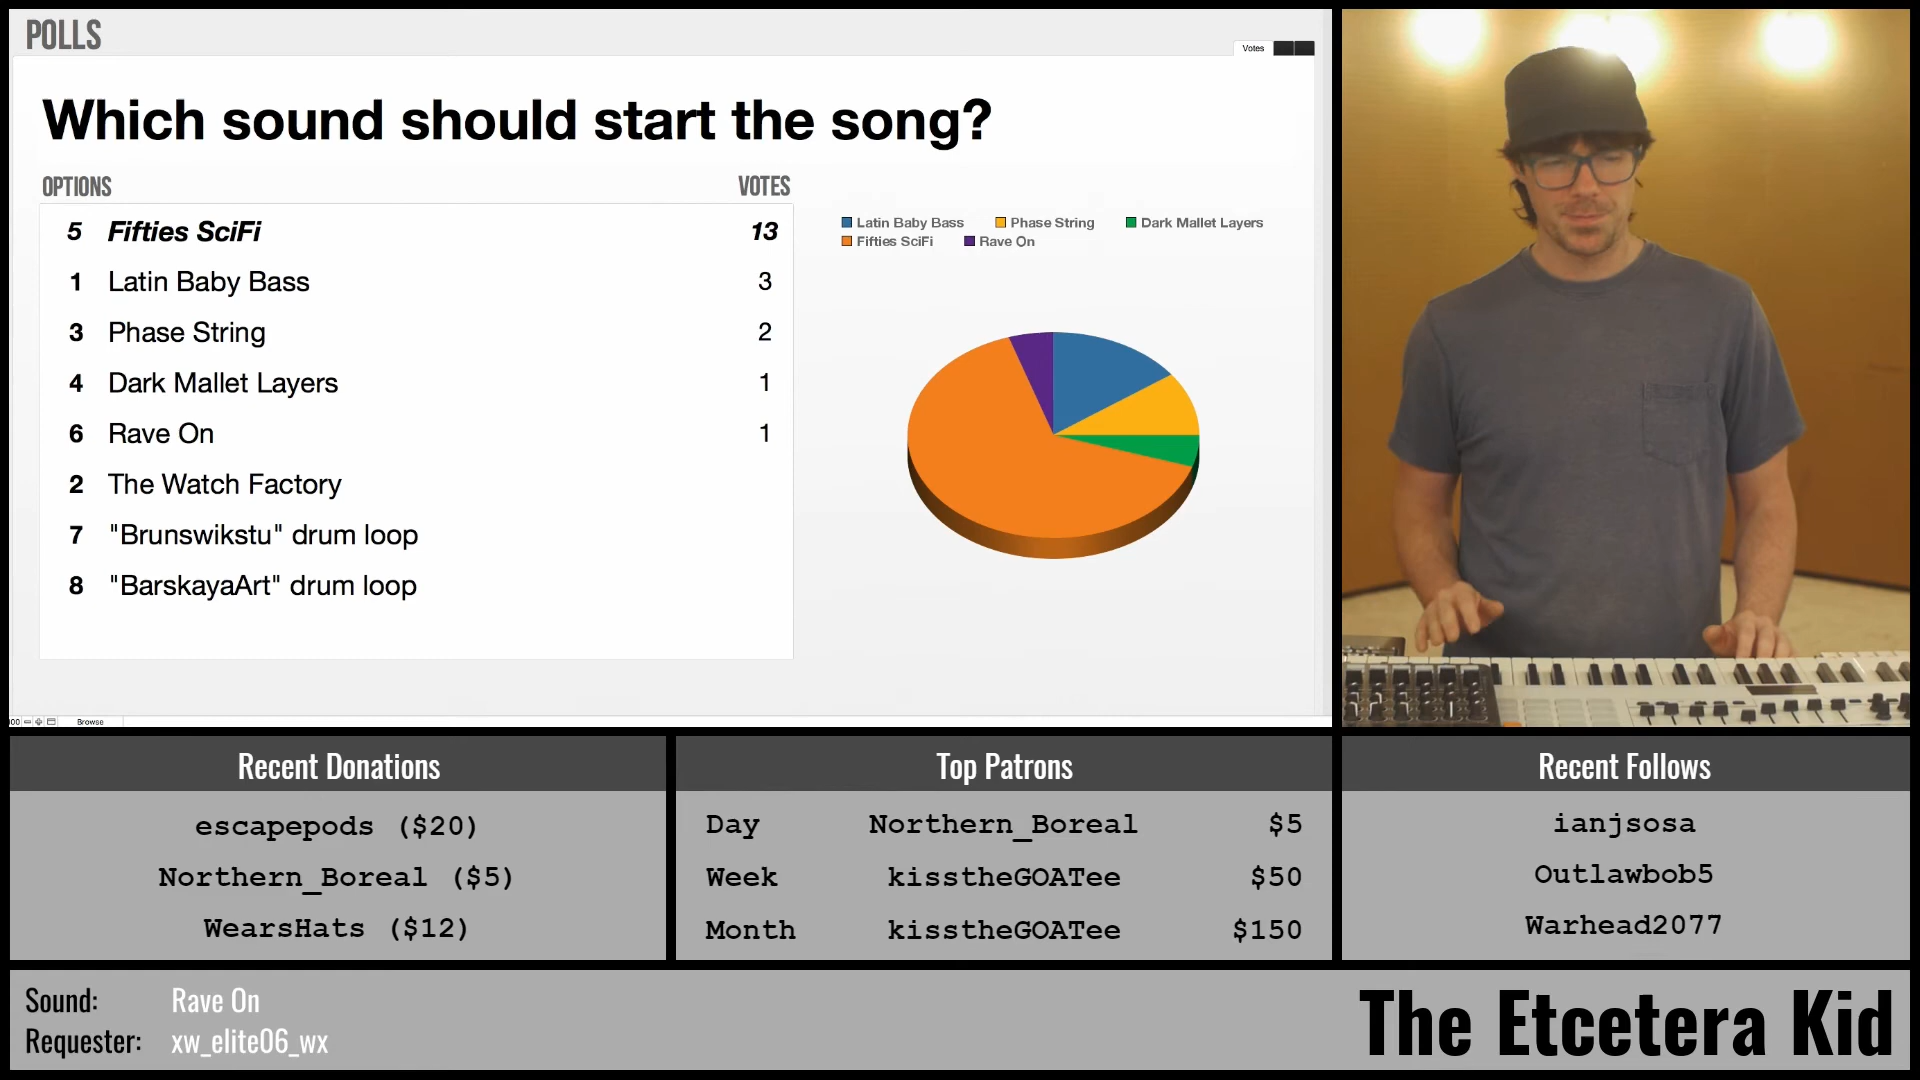 POLLS
Votes
Which sound should start the song?
OPTIONS VOTES
5 Fifties SciFi 13
1 Latin Baby Bass 3
3 Phase String 2
4 Dark Mallet Layers 1
6 Rave On 1
2 The Watch Factory
7 "Brunswikstu" drum loop
8 "BarskayaArt" drum loop
Latin Baby Bass Phase String Dark Mallet Layers
Fifties SciFi Rave On
Browse
Recent Donations
escapepods ($20)
Northern_Boreal ($5)
WearsHats ($12)
Top Patrons
Day Northern_Boreal $5
Week kisstheGOATee $50
Month kisstheGOATee $150
Recent Follows
ianjsosa
Outlawbob5
Warhead2077
Sound: Rave On
Requester: xw_elite06_wx
The Etcetera Kid